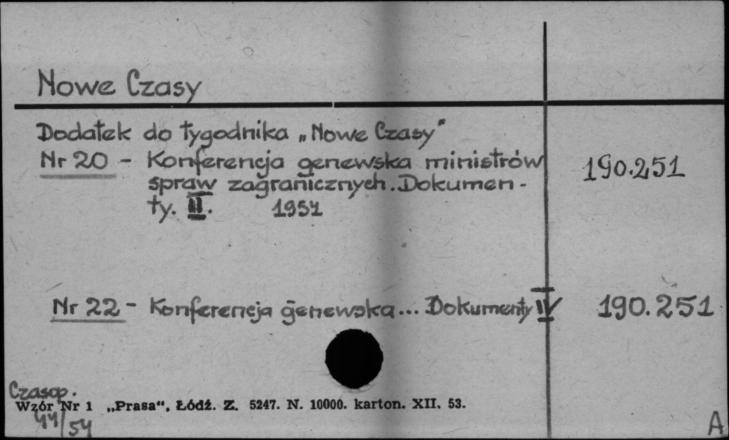 Nowe Czasy
Dodatek do tygodnika „Nowe Czasy"
Nr 20 - Konferencja genewska ministrów 190.251
spraw zagranicznych. Dokumen-
ty. II. 1954
Nr 22 - Konferencja genewska... Dokumenty IV 190.251
Czasop.
Wzór Nr 1 „Prasa“, Łódź. Z. 5247. N. 10000. karton. XII. 53.
44/54
A